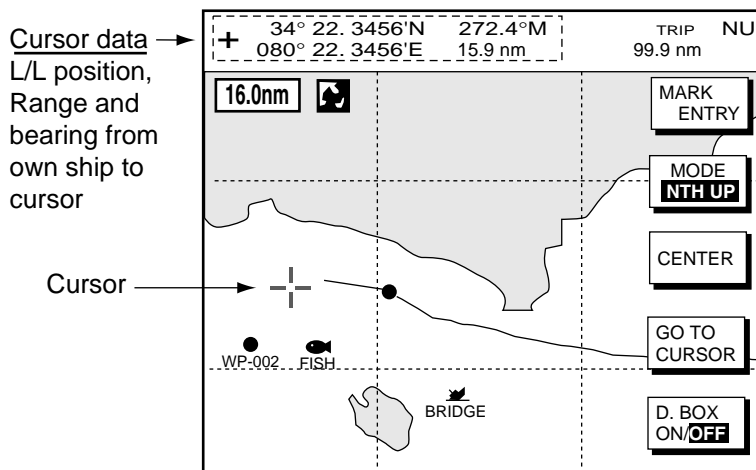 Cursor data
L/L position,
Range and
bearing from
own ship to
cursor
Cursor
+ 34° 22. 3456'N 272.4°M
080° 22. 3456'E 15.9 nm
TRIP
99.9 nm
NU
16.0nm
MARK
ENTRY
MODE
NTH UP
CENTER
GO TO
CURSOR
D. BOX
ON/OFF
WP-002
FISH
BRIDGE